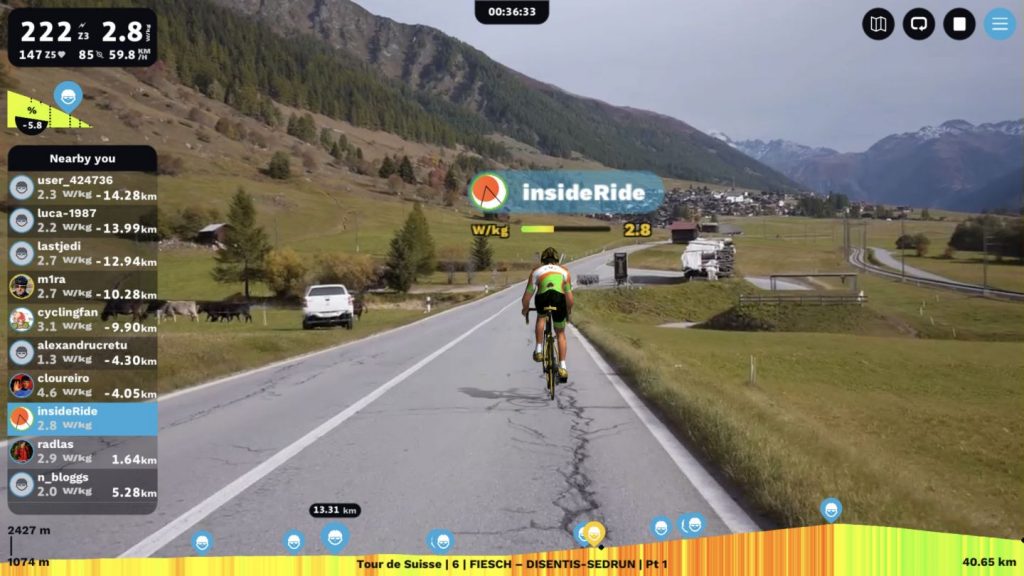 00:36:33
222 Z3 2.8 W/KG
147 Z5 85 59.8 KM/H
%
-5.8
Nearby you
user_424736
2.3 W/kg -14.28km
luca-1987
2.2 W/kg -13.99km
lastjedi
2.7 W/kg -12.94km
m1ra
2.7 W/kg -10.28km
cyclingfan
3.1 W/kg -9.90km
alexandrucretu
1.3 W/kg -4.30km
cloureiro
4.6 W/kg -4.05km
insideRide
2.8 W/kg
radlas
2.9 W/kg 1.64km
n_bloggs
2.0 W/kg 5.28km
insideRide
W/kg 2.8
13.31 km
2427 m
1074 m
Tour de Suisse | 6 | FIESCH – DISENTIS-SEDRUN | Pt 1
40.65 km